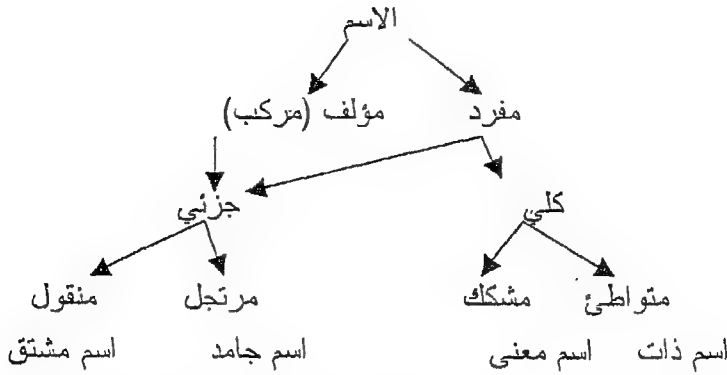 الاسم
مفرد مؤلف (مركب)
كلي جزئي
متواطئ مشكك مرتجل منقول
اسم ذات اسم معنى اسم جامد اسم مشتق